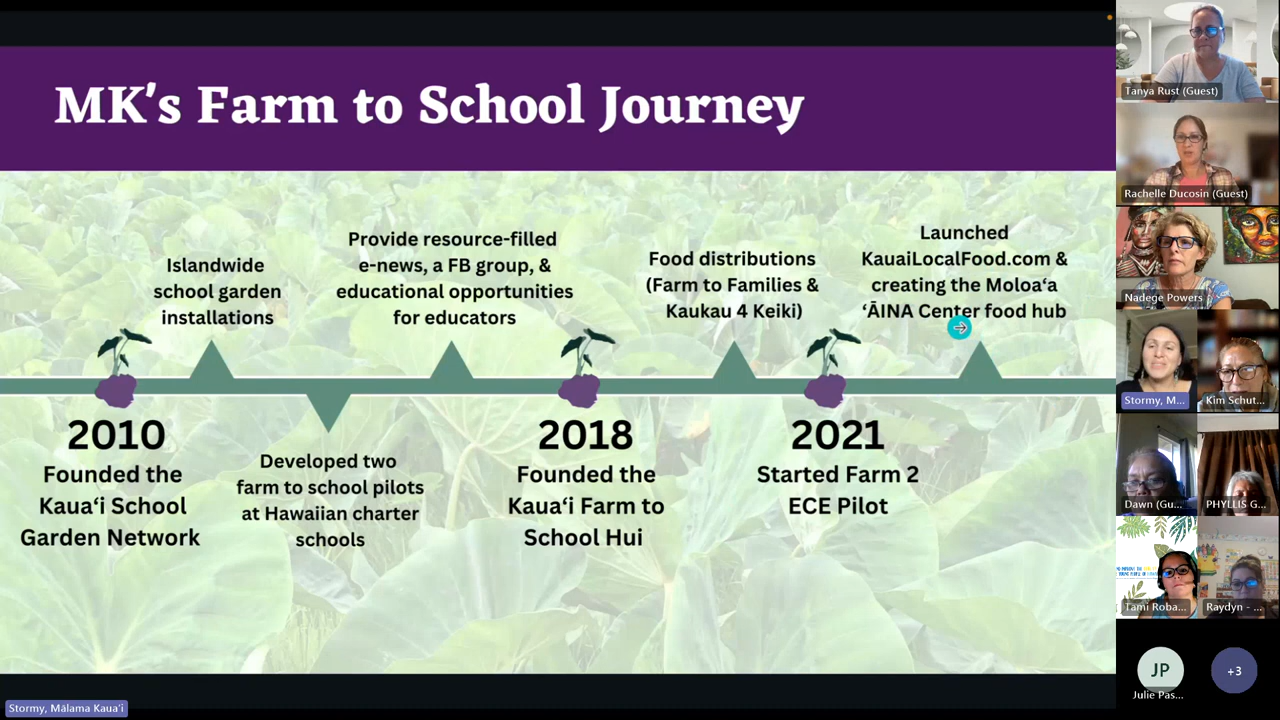 MK's Farm to School Journey
Islandwide
school garden
installations
Provide resource-filled
e-news, a FB group, &
educational opportunities
for educators
Food distributions
(Farm to Families &
Kaukau 4 Keiki)
Launched
KauaiLocalFood.com &
creating the Moloaʻa
ʻĀINA Center food hub
2010
Founded the
Kauaʻi School
Garden Network
Developed two
farm to school pilots
at Hawaiian charter
schools
2018
Founded the
Kauaʻi Farm to
School Hui
2021
Started Farm 2
ECE Pilot
Stormy, Mālama Kaua'i
Tanya Rust (Guest)
Rachelle Ducosin (Guest)
Nadege Powers
Stormy, M...
Kim Schut...
Dawn (Gu...
PHYLLIS G...
Tami Roba...
Raydyn - ...
JP
Julie Pas...
+3